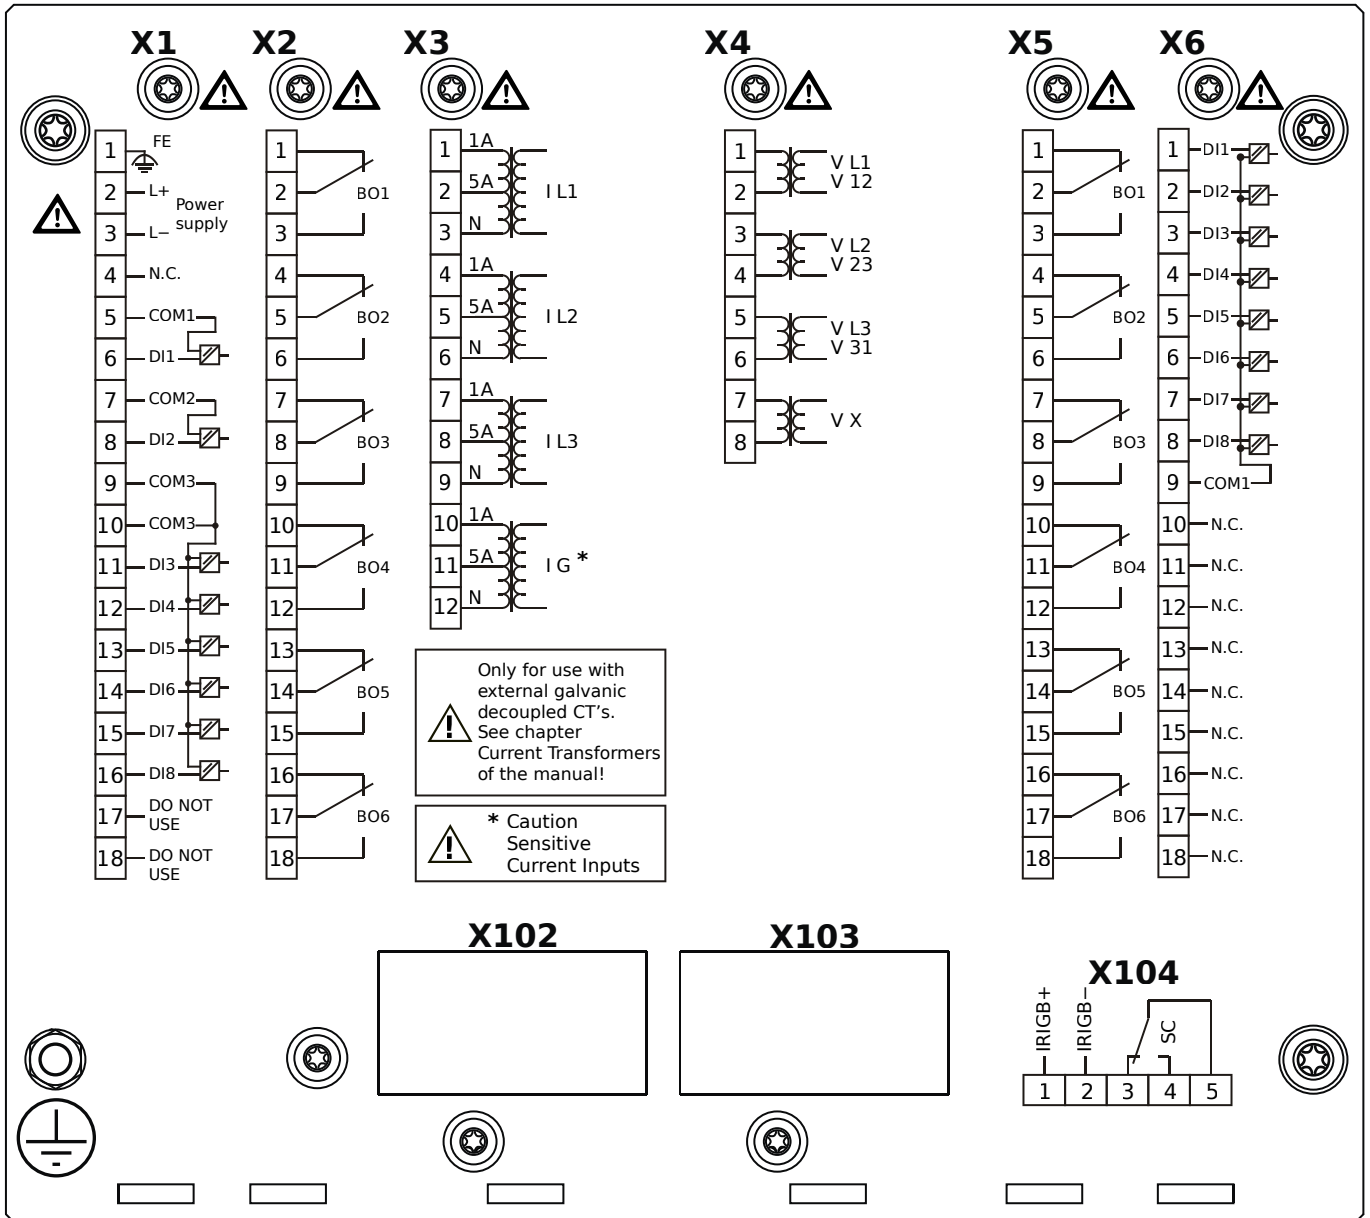 X1
X2
X3
X4
X5
X6
1 FE
2 L+
Power
supply
3 L−
4 N.C.
5 COM1
6 DI1
7 COM2
8 DI2
9 COM3
10 COM3
11 DI3
12 DI4
13 DI5
14 DI6
15 DI7
16 DI8
17 DO NOT
USE
18 DO NOT
USE
1
2 BO1
3
4
5 BO2
6
7
8 BO3
9
10
11 BO4
12
13
14 BO5
15
16
17 BO6
18
1 1A
2 5A I L1
3 N
4 1A
5 5A I L2
6 N
7 1A
8 5A I L3
9 N
10 1A
11 5A I G *
12 N
Only for use with
external galvanic
decoupled CT's.
See chapter
Current Transformers
of the manual!
* Caution
Sensitive
Current Inputs
1 V L1
2 V 12
3 V L2
4 V 23
5 V L3
6 V 31
7 V X
8
1
2 BO1
3
4
5 BO2
6
7
8 BO3
9
10
11 BO4
12
13
14 BO5
15
16
17 BO6
18
1 DI1
2 DI2
3 DI3
4 DI4
5 DI5
6 DI6
7 DI7
8 DI8
9 COM1
10 N.C.
11 N.C.
12 N.C.
13 N.C.
14 N.C.
15 N.C.
16 N.C.
17 N.C.
18 N.C.
X102
X103
X104
IRIGB+
IRIGB−
SC
1 2 3 4 5